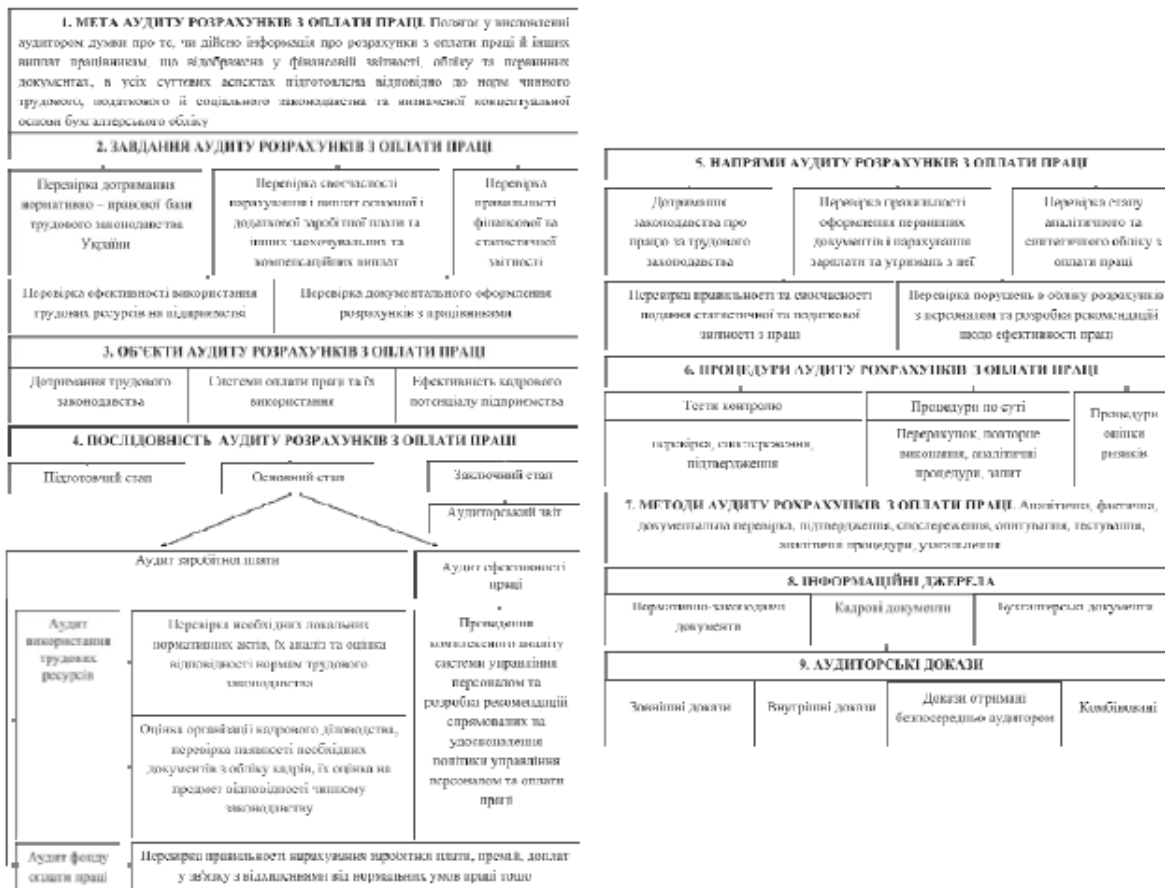 1. МЕТА АУДИТУ РОЗРАХУНКІВ З ОПЛАТИ ПРАЦІ. Полягає у висловленні
аудитором думки про те, чи дійсно інформація про розрахунки з оплати праці й інших
виплат працівникам, що відображена у фінансовій звітності, обліку та первинних
документах, в усіх суттєвих аспектах підготовлена відповідно до норм чинного
трудового, податкового й соціального законодавства та визначеної концептуальної
основи бухгалтерського обліку
2. ЗАВДАННЯ АУДИТУ РОЗРАХУНКІВ З ОПЛАТИ ПРАЦІ
Перевірка дотримання
нормативно – правової бази
трудового законодавства
України
Перевірка своєчасності
нарахування і виплат основної і
додаткової заробітної плати та
інших заохочувальних та
компенсаційних виплат
Перевірка
правильності
фінансової та
статистичної
звітності
Перевірка ефективності використання
трудових ресурсів на підприємстві
Перевірка документального оформлення
розрахунків з працівниками
3. ОБ'ЄКТИ АУДИТУ РОЗРАХУНКІВ З ОПЛАТИ ПРАЦІ
Дотримання трудового
законодавства
Системи оплати праці та їх
використання
Ефективність кадрового
потенціалу підприємства
4. ПОСЛІДОВНІСТЬ АУДИТУ РОЗРАХУНКІВ З ОПЛАТИ ПРАЦІ
Підготовчий етап
Основний етап
Заключний етап
Аудиторський звіт
Аудит заробітної плати
Аудит ефективності
праці
Аудит
використання
трудових
ресурсів
Перевірка необхідних локальних
нормативних актів, їх аналіз та оцінка
відповідності нормам трудового
законодавства
Оцінка організації кадрового діловодства,
перевірка наявності необхідних
документів з обліку кадрів, їх оцінка на
предмет відповідності чинному
законодавству
Проведення
комплексного аналізу
системи управління
персоналом та
розробка рекомендацій
спрямованих та
удосконалення
політики управління
персоналом та оплати
праці
Аудит фонду
оплати праці
Перевірка правильності нарахування заробітної плати, премій, доплат
у зв'язку з відхиленнями від нормальних умов праці тощо
5. НАПРЯМИ АУДИТУ РОЗРАХУНКІВ З ОПЛАТИ ПРАЦІ
Дотримання
законодавства про
працю за трудового
законодавства
Перевірка правильності
оформлення первинних
документів і нарахування
зарплати та утримань з неї
Перевірка стану
аналітичного та
синтетичного обліку з
оплати праці
Перевірка правильності та своєчасності
подання статистичної та податкової
звітності з праці
Перевірка порушень в обліку розрахунків
з персоналом та розробка рекомендацій
щодо ефективності праці
6. ПРОЦЕДУРИ АУДИТУ РОХРАХУНКІВ З ОПЛАТИ ПРАЦІ
Тести контролю
Процедури по суті
Процедури
оцінки
ризиків
перевірка, спостереження,
підтвердження
Перерахунок, повторне
виконання, аналітичні
процедури, запит
7. МЕТОДИ АУДИТУ РОХРАХУНКІВ З ОПЛАТИ ПРАЦІ. Аналітична, фактична,
документальна перевірка, підтвердження, спостереження, опитування, тестування,
аналітичні процедури, узагальнення
8. ІНФОРМАЦІЙНІ ДЖЕРЕЛА
Нормативно-законодавчі
документи
Кадрові документи
Бухгалтерські документи
9. АУДИТОРСЬКІ ДОКАЗИ
Зовнішні докази
Внутрішні докази
Докази отримані
безпосередньо аудитором
Комбіновані